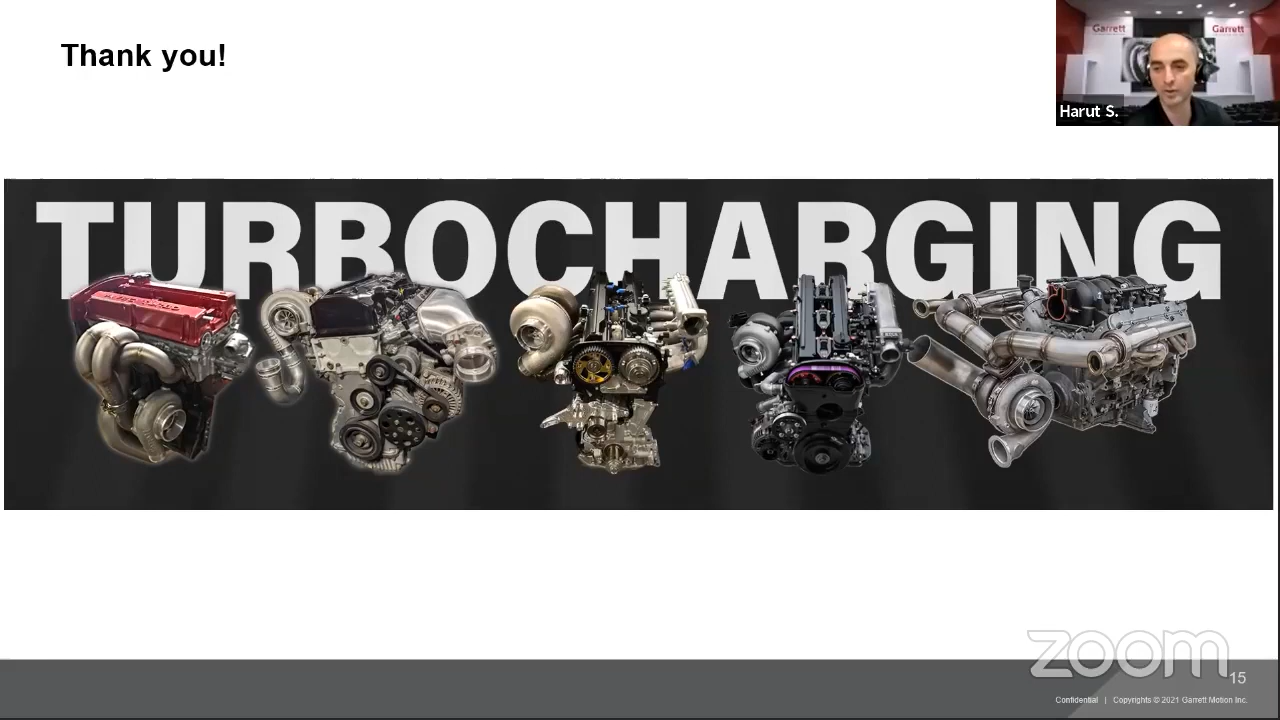 Thank you!
Garrett
Garrett
Harut S.
TURBOCHARGING
zoom
15
Confidential | Copyrights © 2021 Garrett Motion Inc.